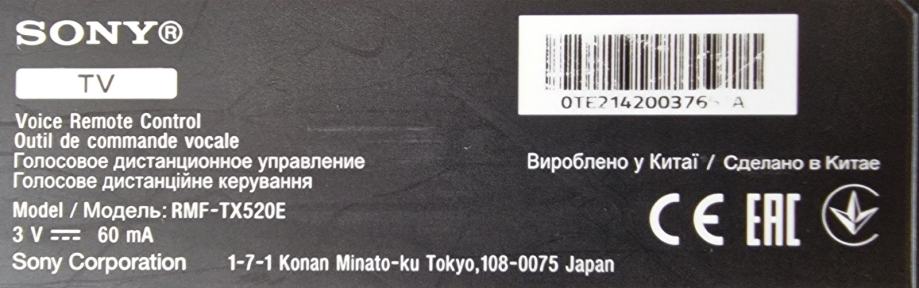 SONY®
TV
Voice Remote Control
Outil de commande vocale
Голосовое дистанционное управление
Голосове дистанційне керування
Model / Модель: RMF-TX520E
3 V 60 mA
Sony Corporation 1-7-1 Konan Minato-ku Tokyo,108-0075 Japan
A
Вироблено у Китаї / Сделано в Китае
CE EAC